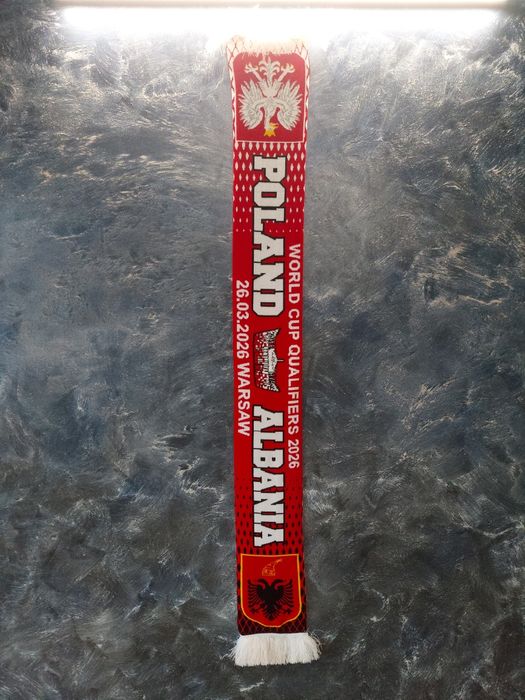 WORLD CUP QUALIFIERS 2026
POLAND ALBANIA
26.03.2026 WARSAW